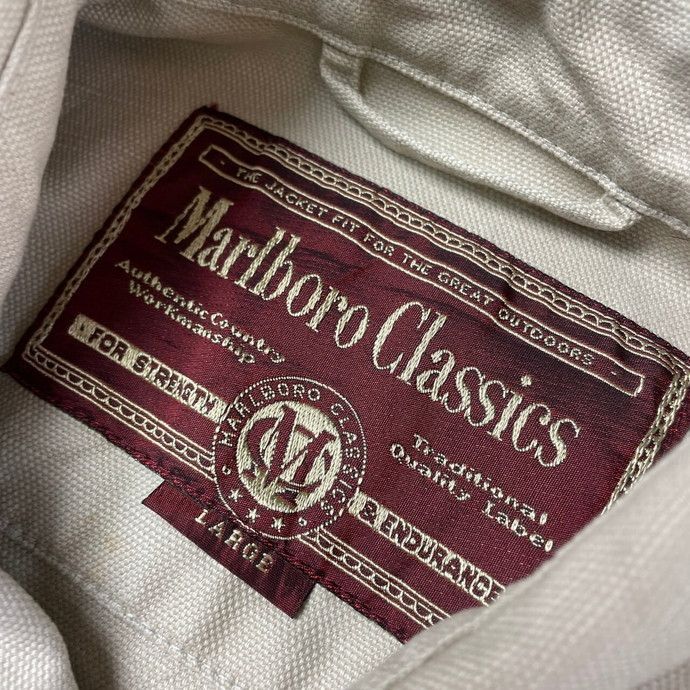 - THE JACKET FIT FOR THE GREAT OUTDOORS -
Marlboro Classics
Authentic Country
Workmanship
Traditional
Quality Label
FOR STRENGTH & ENDURANCE
MARLBORO CLASSICS
MC
LARGE